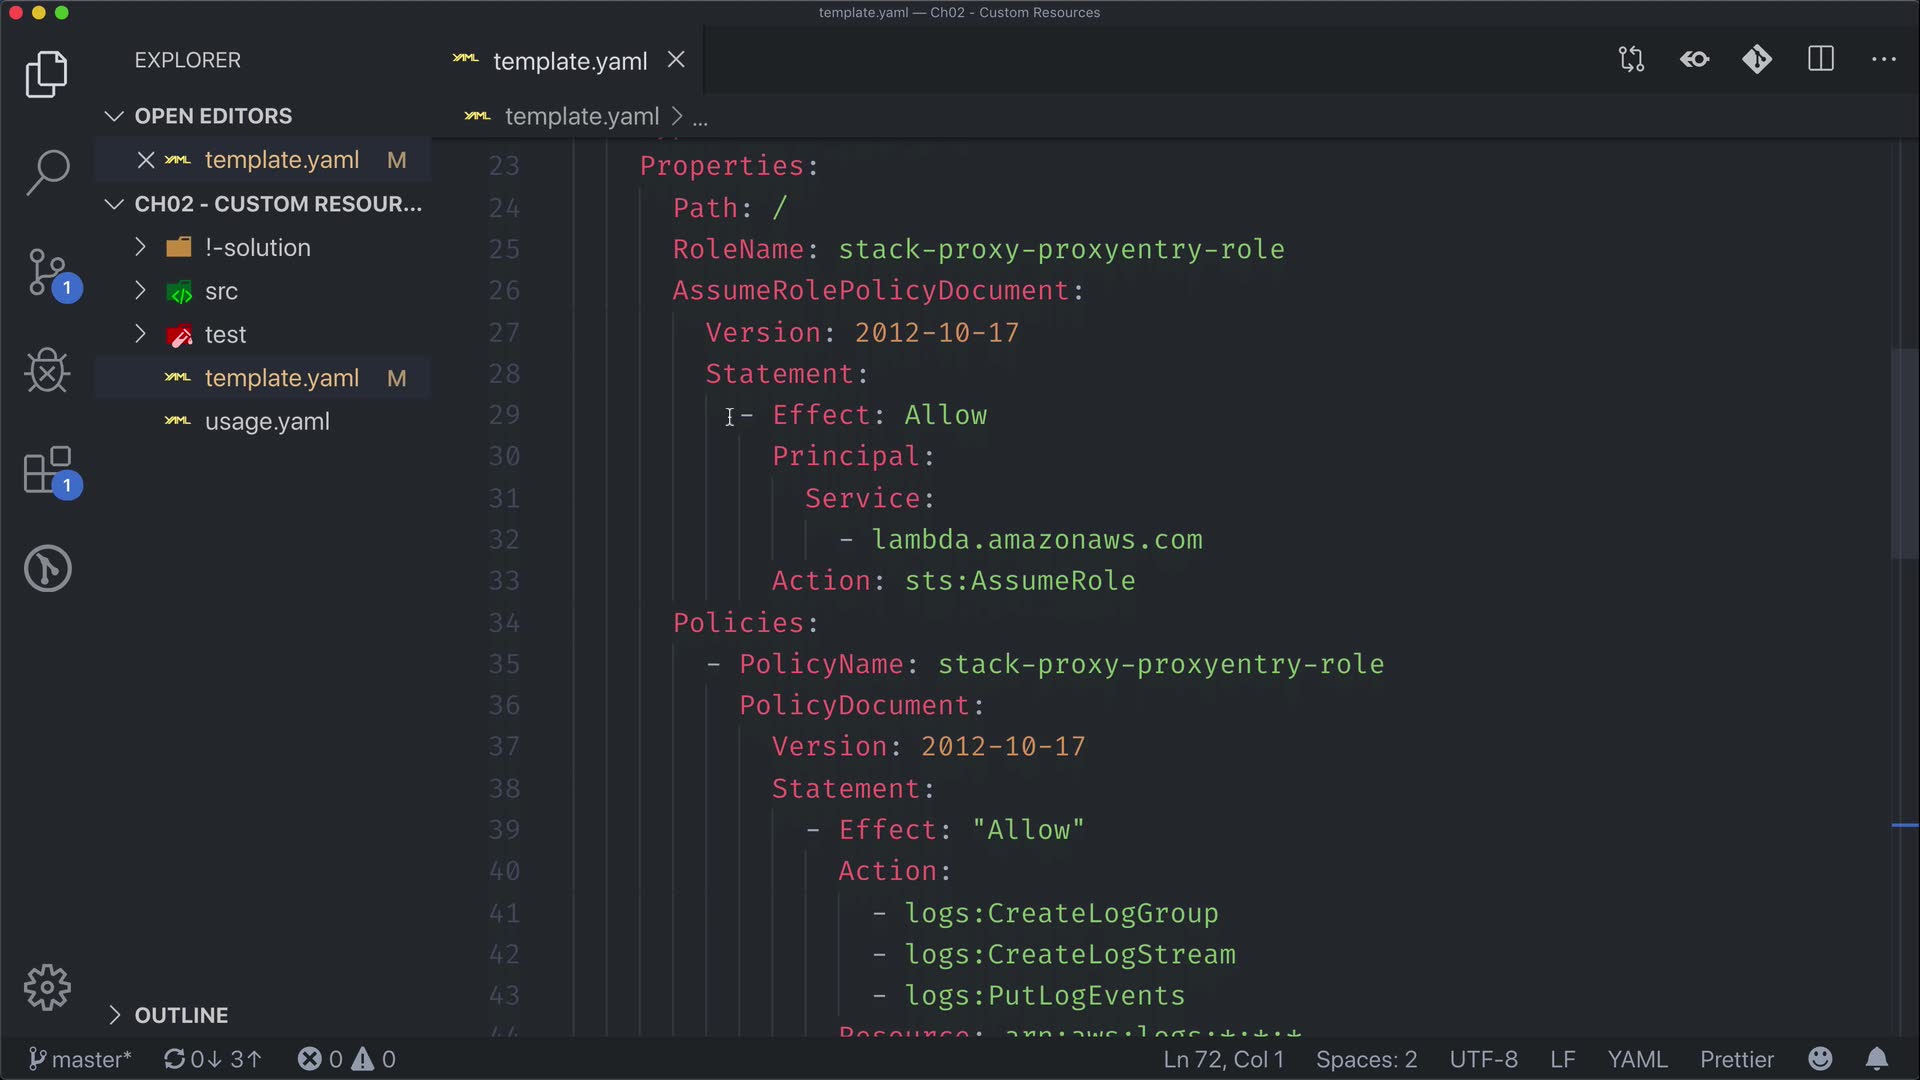 template.yaml — Ch02 - Custom Resources
EXPLORER
OPEN EDITORS
template.yaml M
CH02 - CUSTOM RESOUR...
!-solution
src
test
template.yaml M
usage.yaml
OUTLINE
1
1
template.yaml
template.yaml > ...
23 Properties:
24 Path: /
25 RoleName: stack-proxy-proxyentry-role
26 AssumeRolePolicyDocument:
27 Version: 2012-10-17
28 Statement:
29 - Effect: Allow
30 Principal:
31 Service:
32 - lambda.amazonaws.com
33 Action: sts:AssumeRole
34 Policies:
35 - PolicyName: stack-proxy-proxyentry-role
36 PolicyDocument:
37 Version: 2012-10-17
38 Statement:
39 - Effect: "Allow"
40 Action:
41 - logs:CreateLogGroup
42 - logs:CreateLogStream
43 - logs:PutLogEvents
44 Resource: arn:aws:logs:*:*:*
master* 0↓ 3↑ 0 0 Ln 72, Col 1 Spaces: 2 UTF-8 LF YAML Prettier